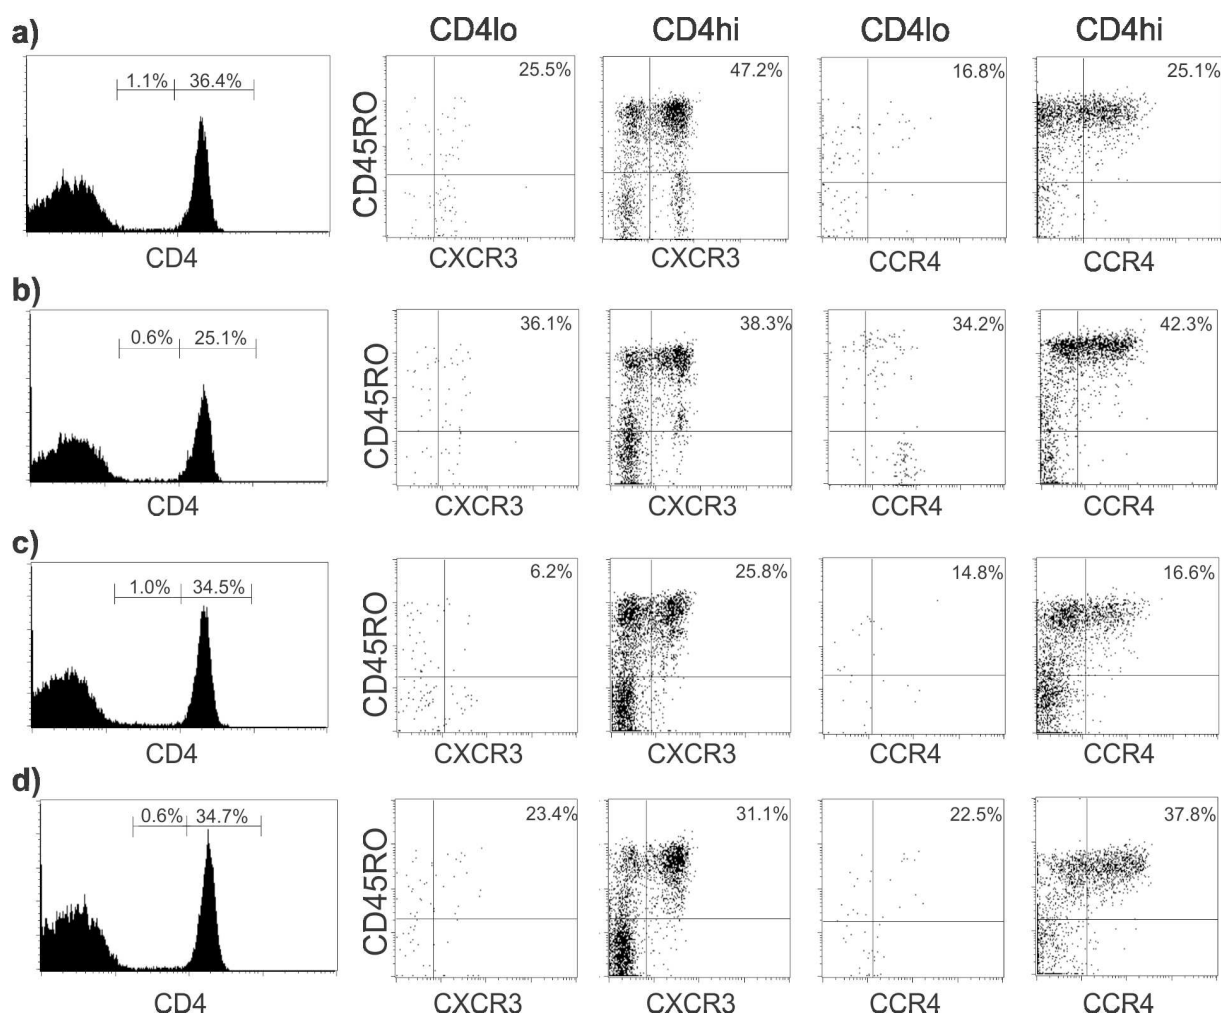 CD4lo CD4hi CD4lo CD4hi
a)
1.1% 36.4%
CD4
CD45RO
25.5%
CXCR3
47.2%
CXCR3
16.8%
CCR4
25.1%
CCR4
b)
0.6% 25.1%
CD4
CD45RO
36.1%
CXCR3
38.3%
CXCR3
34.2%
CCR4
42.3%
CCR4
c)
1.0% 34.5%
CD4
CD45RO
6.2%
CXCR3
25.8%
CXCR3
14.8%
CCR4
16.6%
CCR4
d)
0.6% 34.7%
CD4
CD45RO
23.4%
CXCR3
31.1%
CXCR3
22.5%
CCR4
37.8%
CCR4